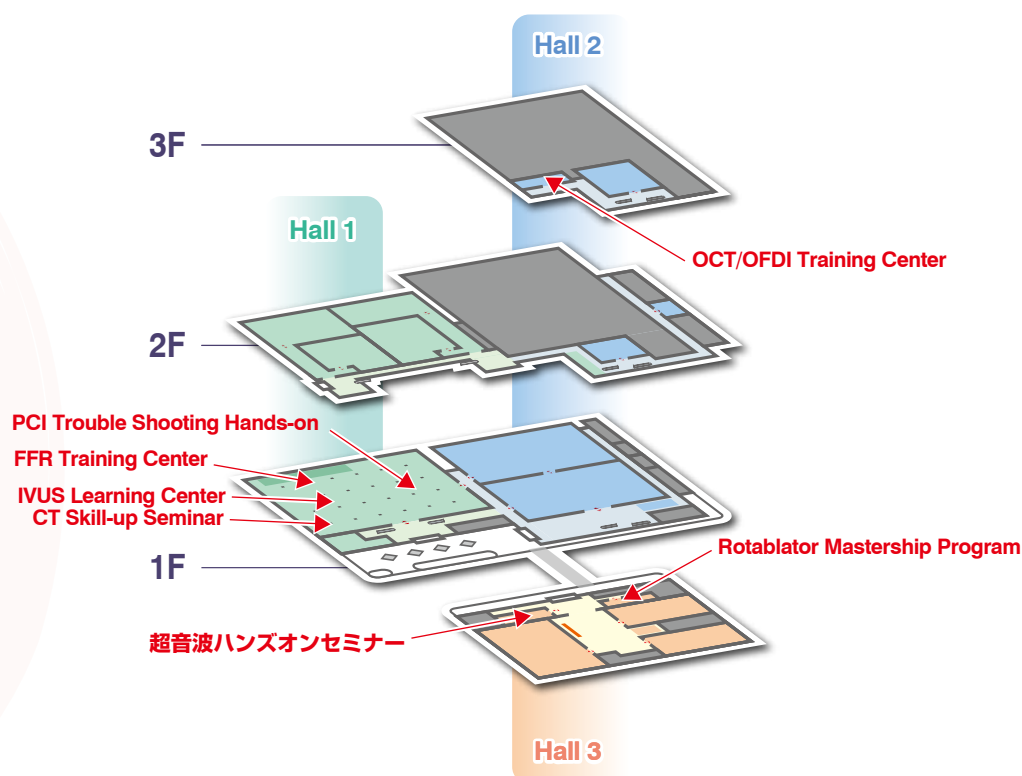 Hall 2
3F
Hall 1
OCT/OFDI Training Center
2F
PCI Trouble Shooting Hands-on
FFR Training Center
IVUS Learning Center
CT Skill-up Seminar
1F
Rotablator Mastership Program
超音波ハンズオンセミナー
Hall 3